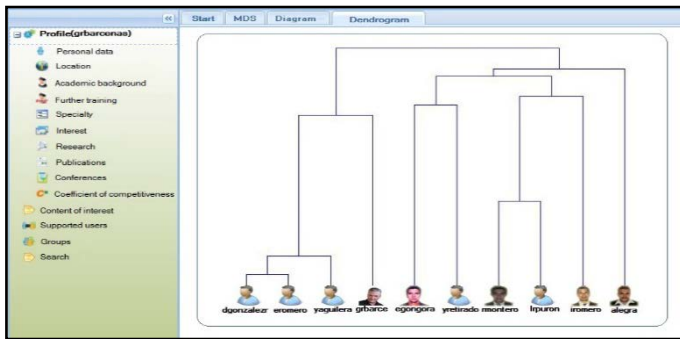 Start MDS Diagram Dendrogram
Profile(grbarcenas)
Personal data
Location
Academic background
Further training
Specialty
Interest
Research
Publications
Conferences
Coefficient of competitiveness
Content of interest
Supported users
Groups
Search
dgonzalezr eromero yaguilera grbarce egongora yretirado rmontero lrpuron iromero alegra